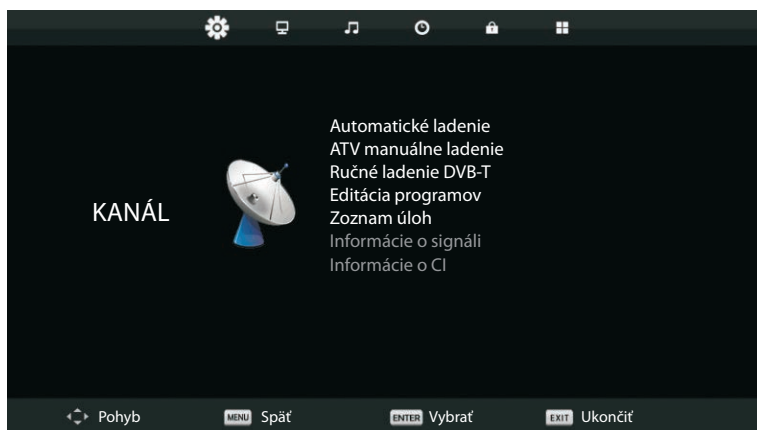 KANÁL
Automatické ladenie
ATV manuálne ladenie
Ručné ladenie DVB-T
Editácia programov
Zoznam úloh
Informácie o signáli
Informácie o CI
Pohyb MENU Späť ENTER Vybrať EXIT Ukončiť